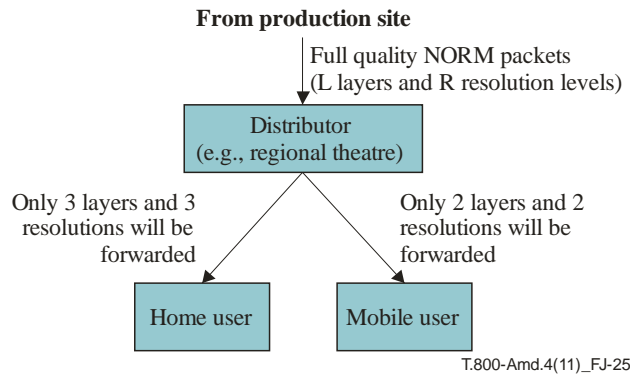 From production site
Full quality NORM packets
(L layers and R resolution levels)
Distributor
(e.g., regional theatre)
Only 3 layers and 3
resolutions will be
forwarded
Only 2 layers and 2
resolutions will be
forwarded
Home user
Mobile user
T.800-Amd.4(11)_FJ-25